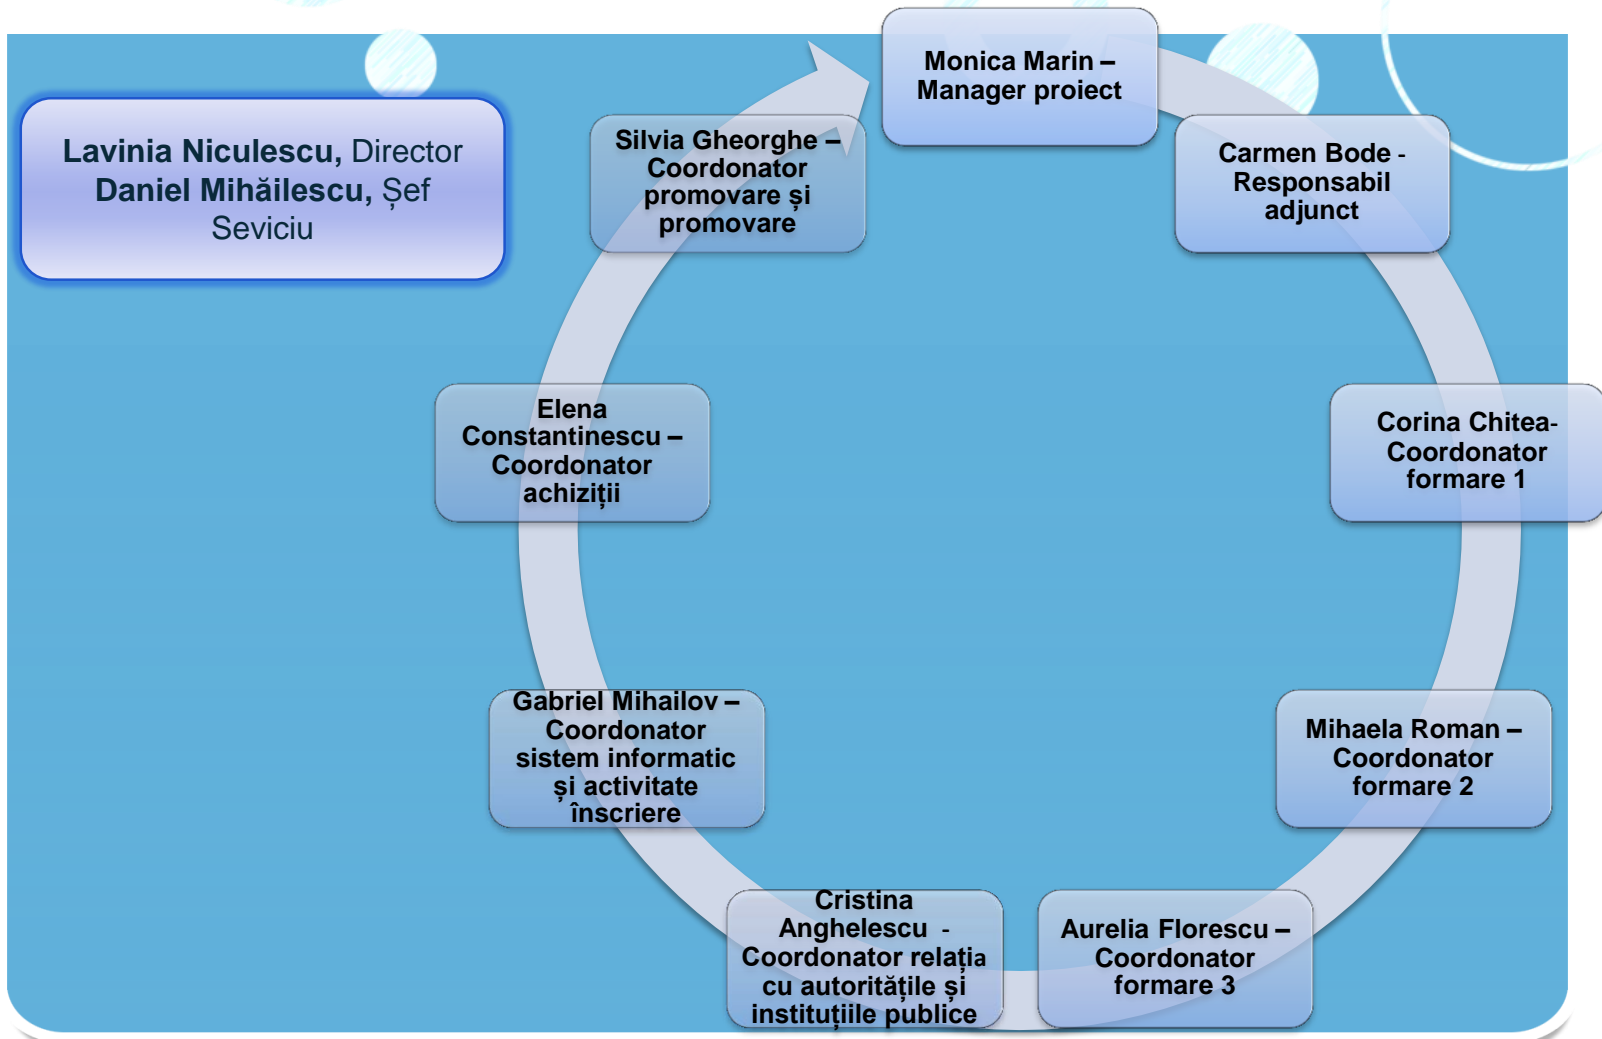 Lavinia Niculescu, Director
Daniel Mihăilescu, Șef
Seviciu
Monica Marin –
Manager proiect
Carmen Bode -
Responsabil
adjunct
Corina Chitea-
Coordonator
formare 1
Mihaela Roman –
Coordonator
formare 2
Aurelia Florescu –
Coordonator
formare 3
Cristina
Anghelescu -
Coordonator relația
cu autoritățile și
instituțiile publice
Gabriel Mihailov –
Coordonator
sistem informatic
și activitate
înscriere
Elena
Constantinescu –
Coordonator
achiziții
Silvia Gheorghe –
Coordonator
promovare și
promovare